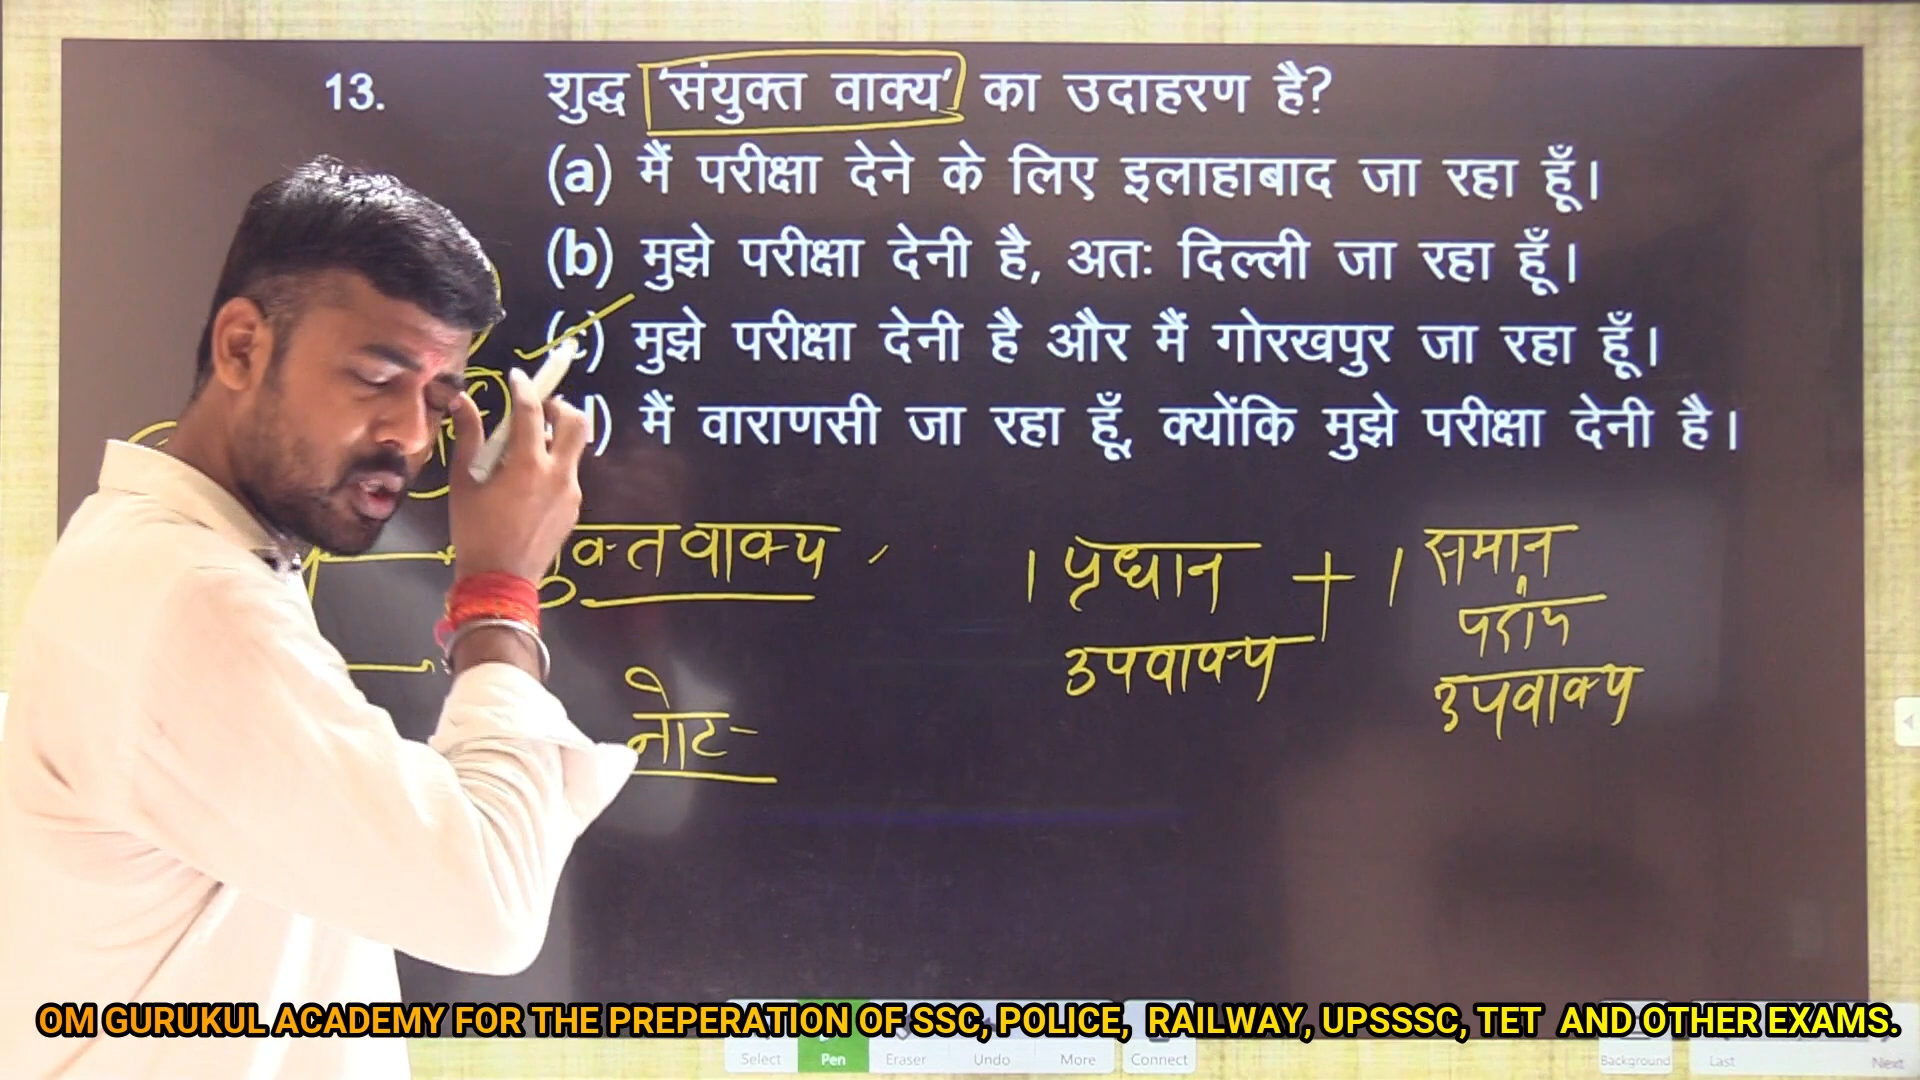 13. शुद्ध 'संयुक्त वाक्य' का उदाहरण है?
(a) मैं परीक्षा देने के लिए इलाहाबाद जा रहा हूँ।
(b) मुझे परीक्षा देनी है, अतः दिल्ली जा रहा हूँ।
(c) मुझे परीक्षा देनी है और मैं गोरखपुर जा रहा हूँ।
मैं वाराणसी जा रहा हूँ, क्योंकि मुझे परीक्षा देनी है।
वाक्य 1 प्रधान + 1 समान
उपवाक्य उपवाक्य
नोट-
OM GURUKUL ACADEMY FOR THE PREPERATION OF SSC, POLICE, RAILWAY, UPSSSC, TET AND OTHER EXAMS.
Select Pen Eraser Undo More Connect Background Last Next